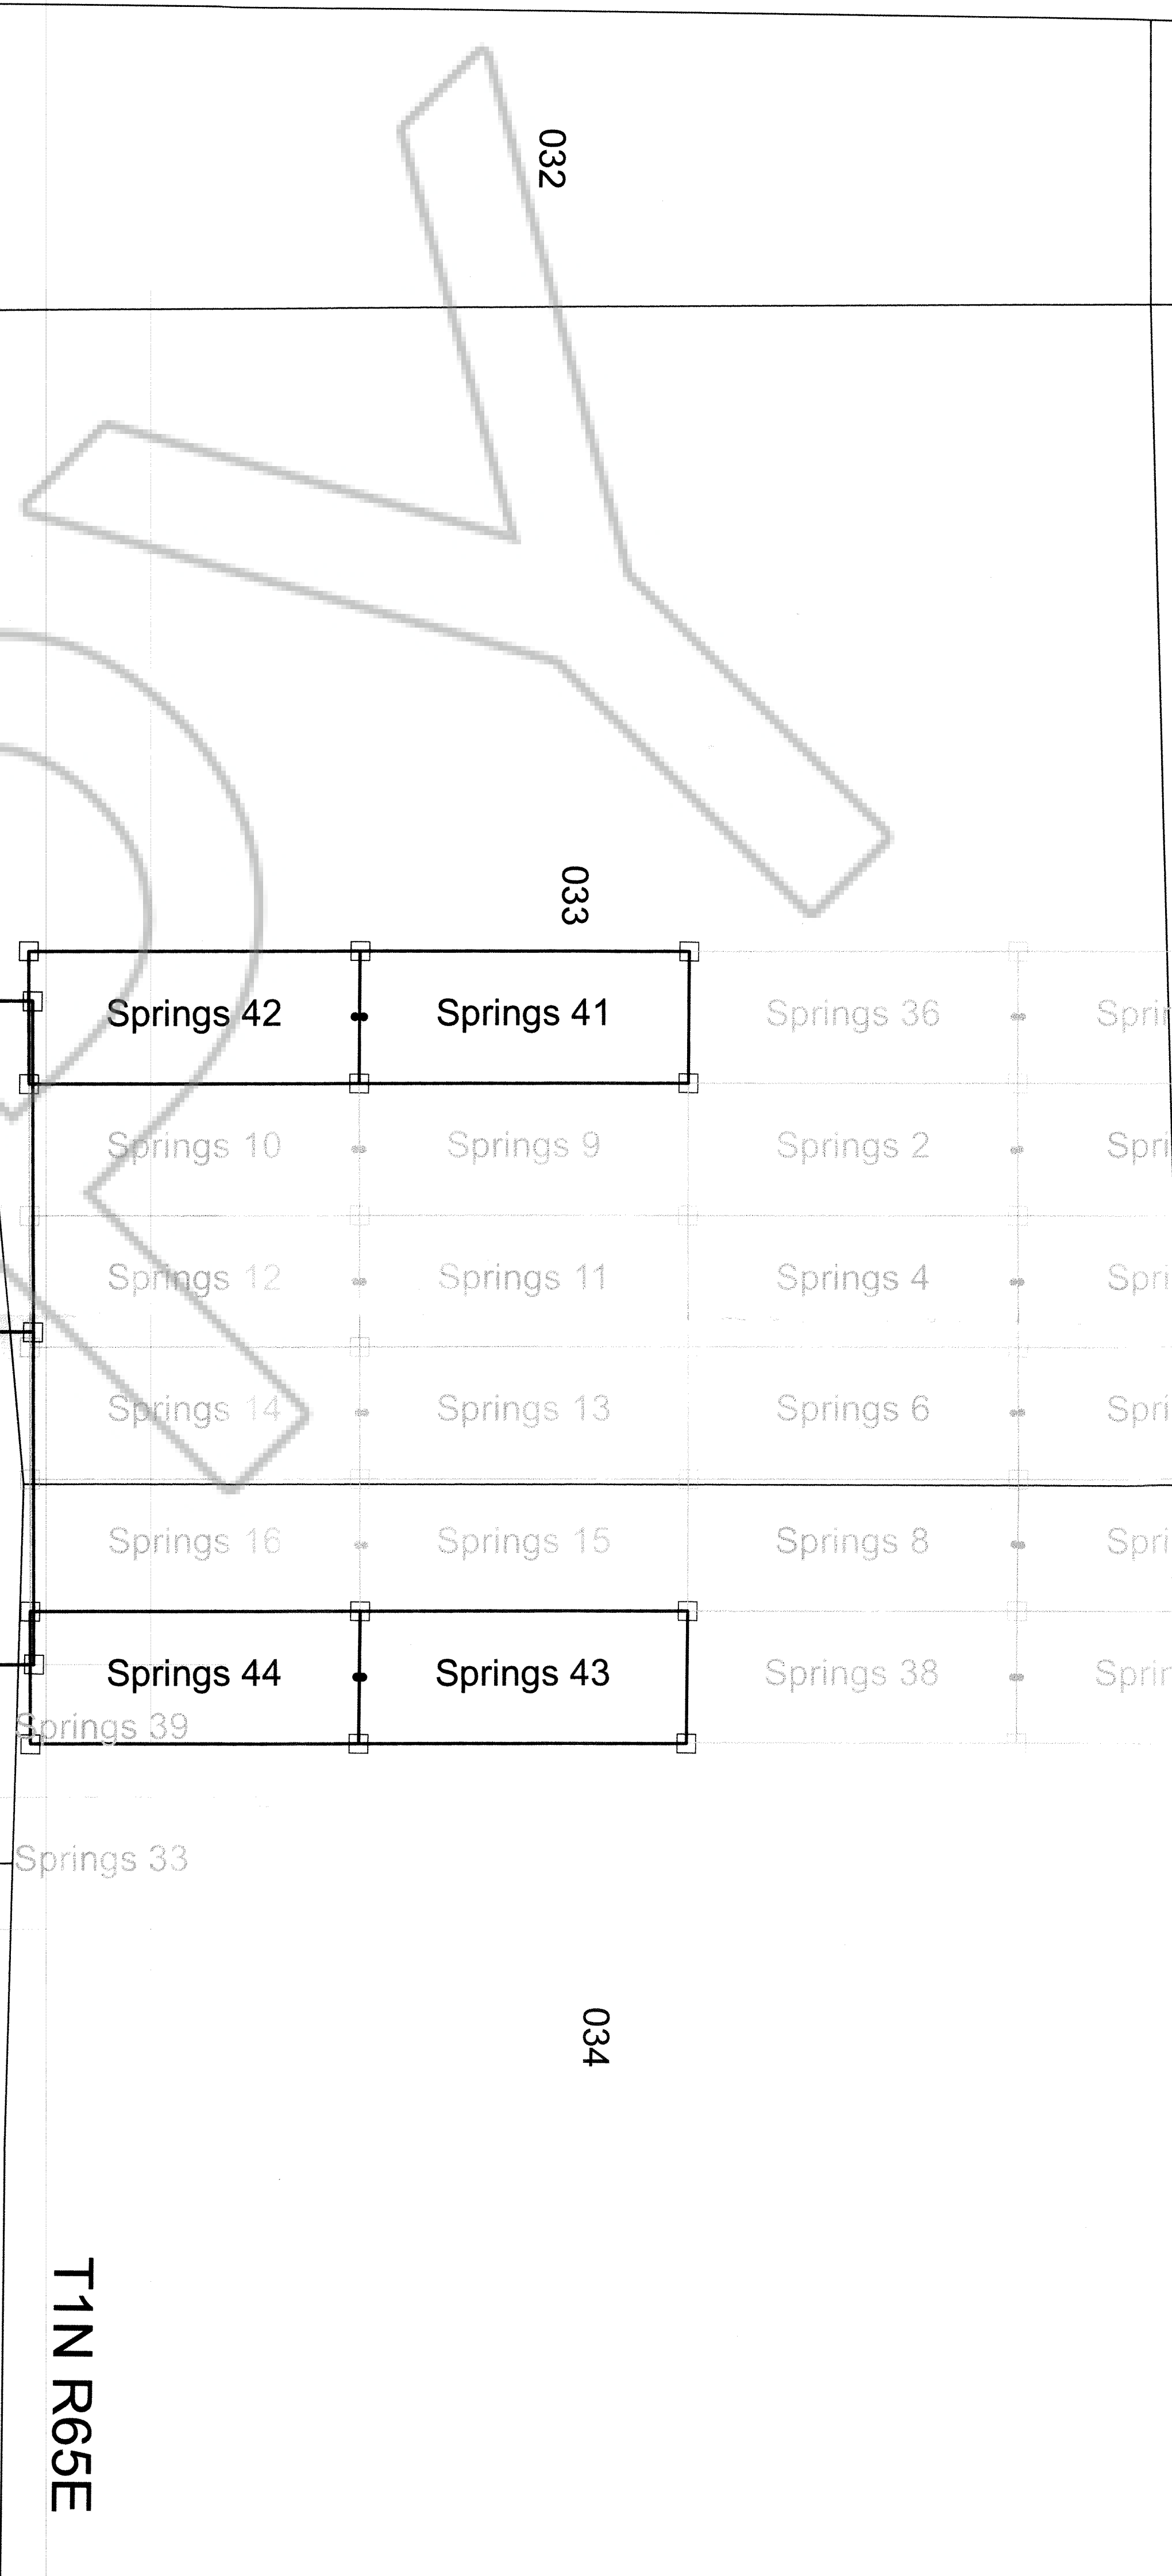 032
033
Springs 42 Springs 41 Springs 36
Springs 10 Springs 9 Springs 2
Springs 12 Springs 11 Springs 4
Springs 14 Springs 13 Springs 6
Springs 16 Springs 15 Springs 8
Springs 44 Springs 43 Springs 38
Springs 39
Springs 33
034
T1N R65E